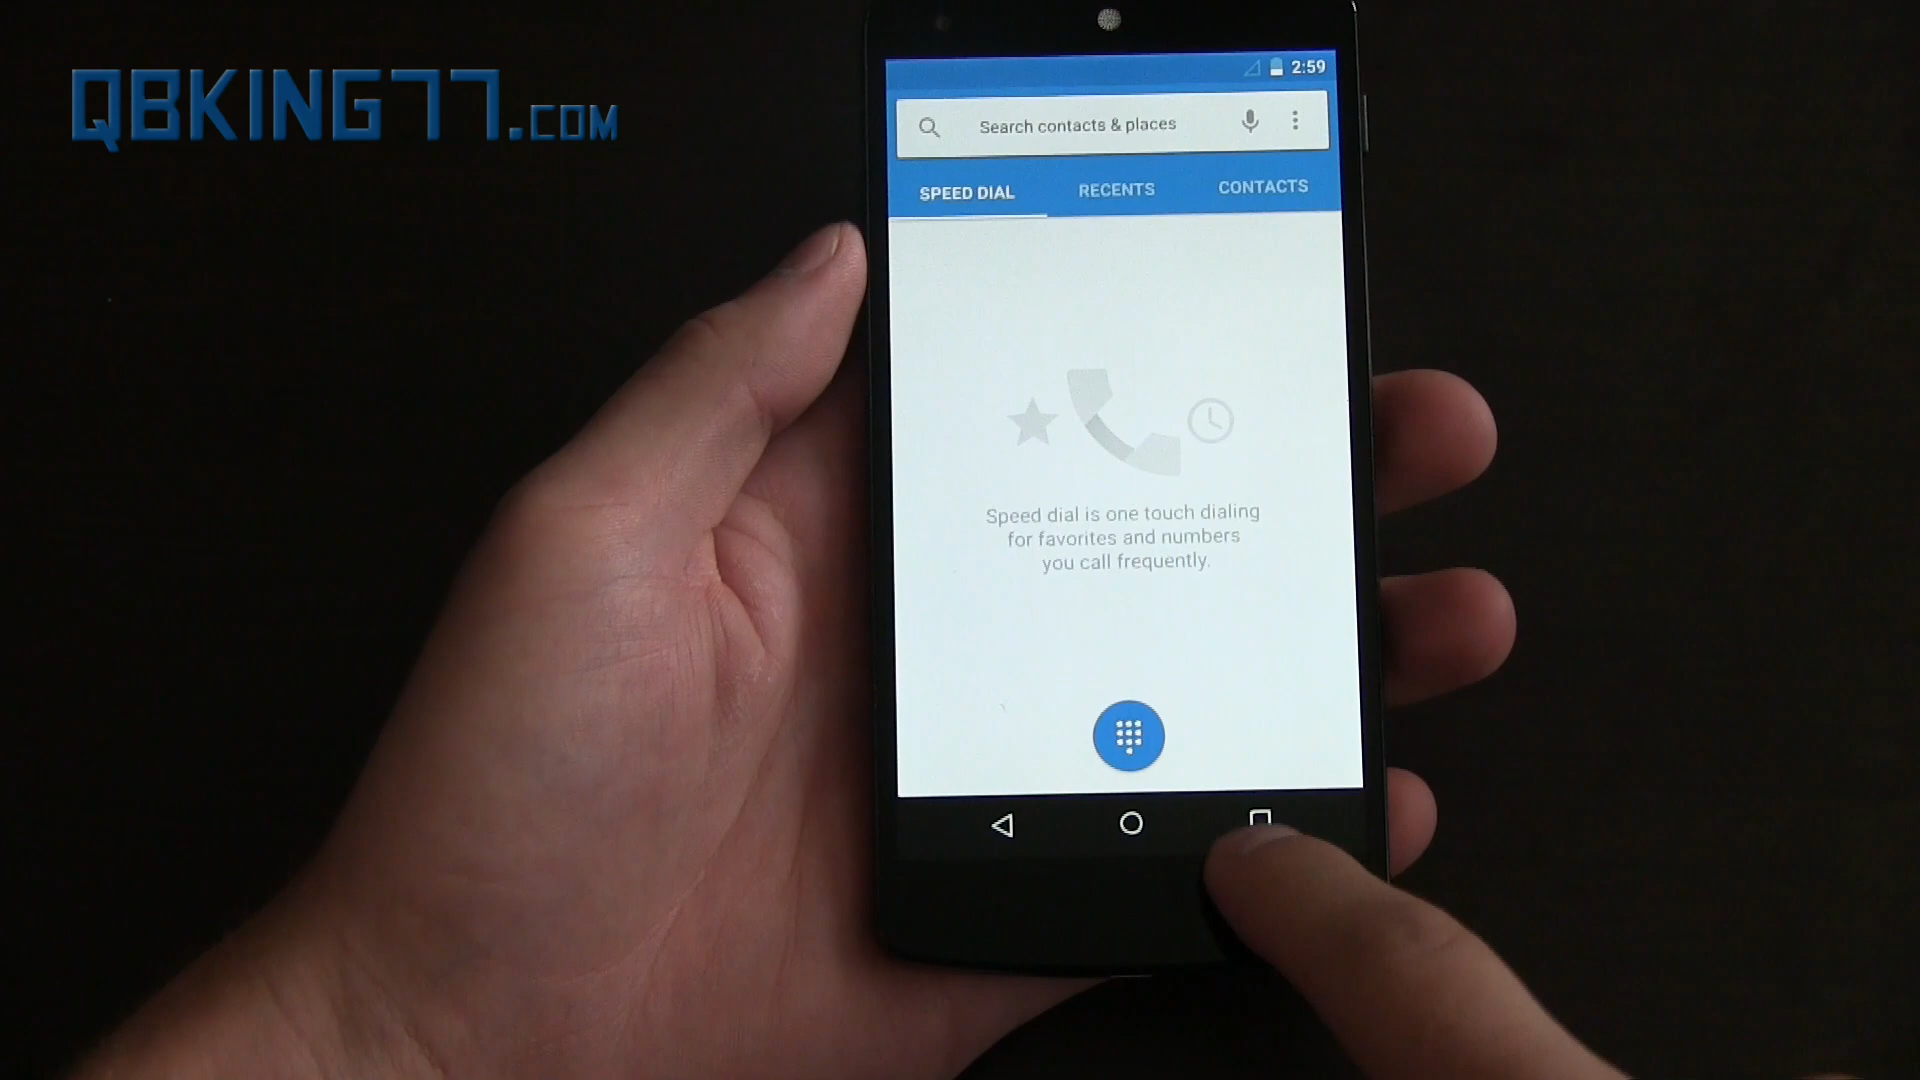 QBKING77.COM
2:59
Search contacts & places
SPEED DIAL RECENTS CONTACTS
Speed dial is one touch dialing
for favorites and numbers
you call frequently.